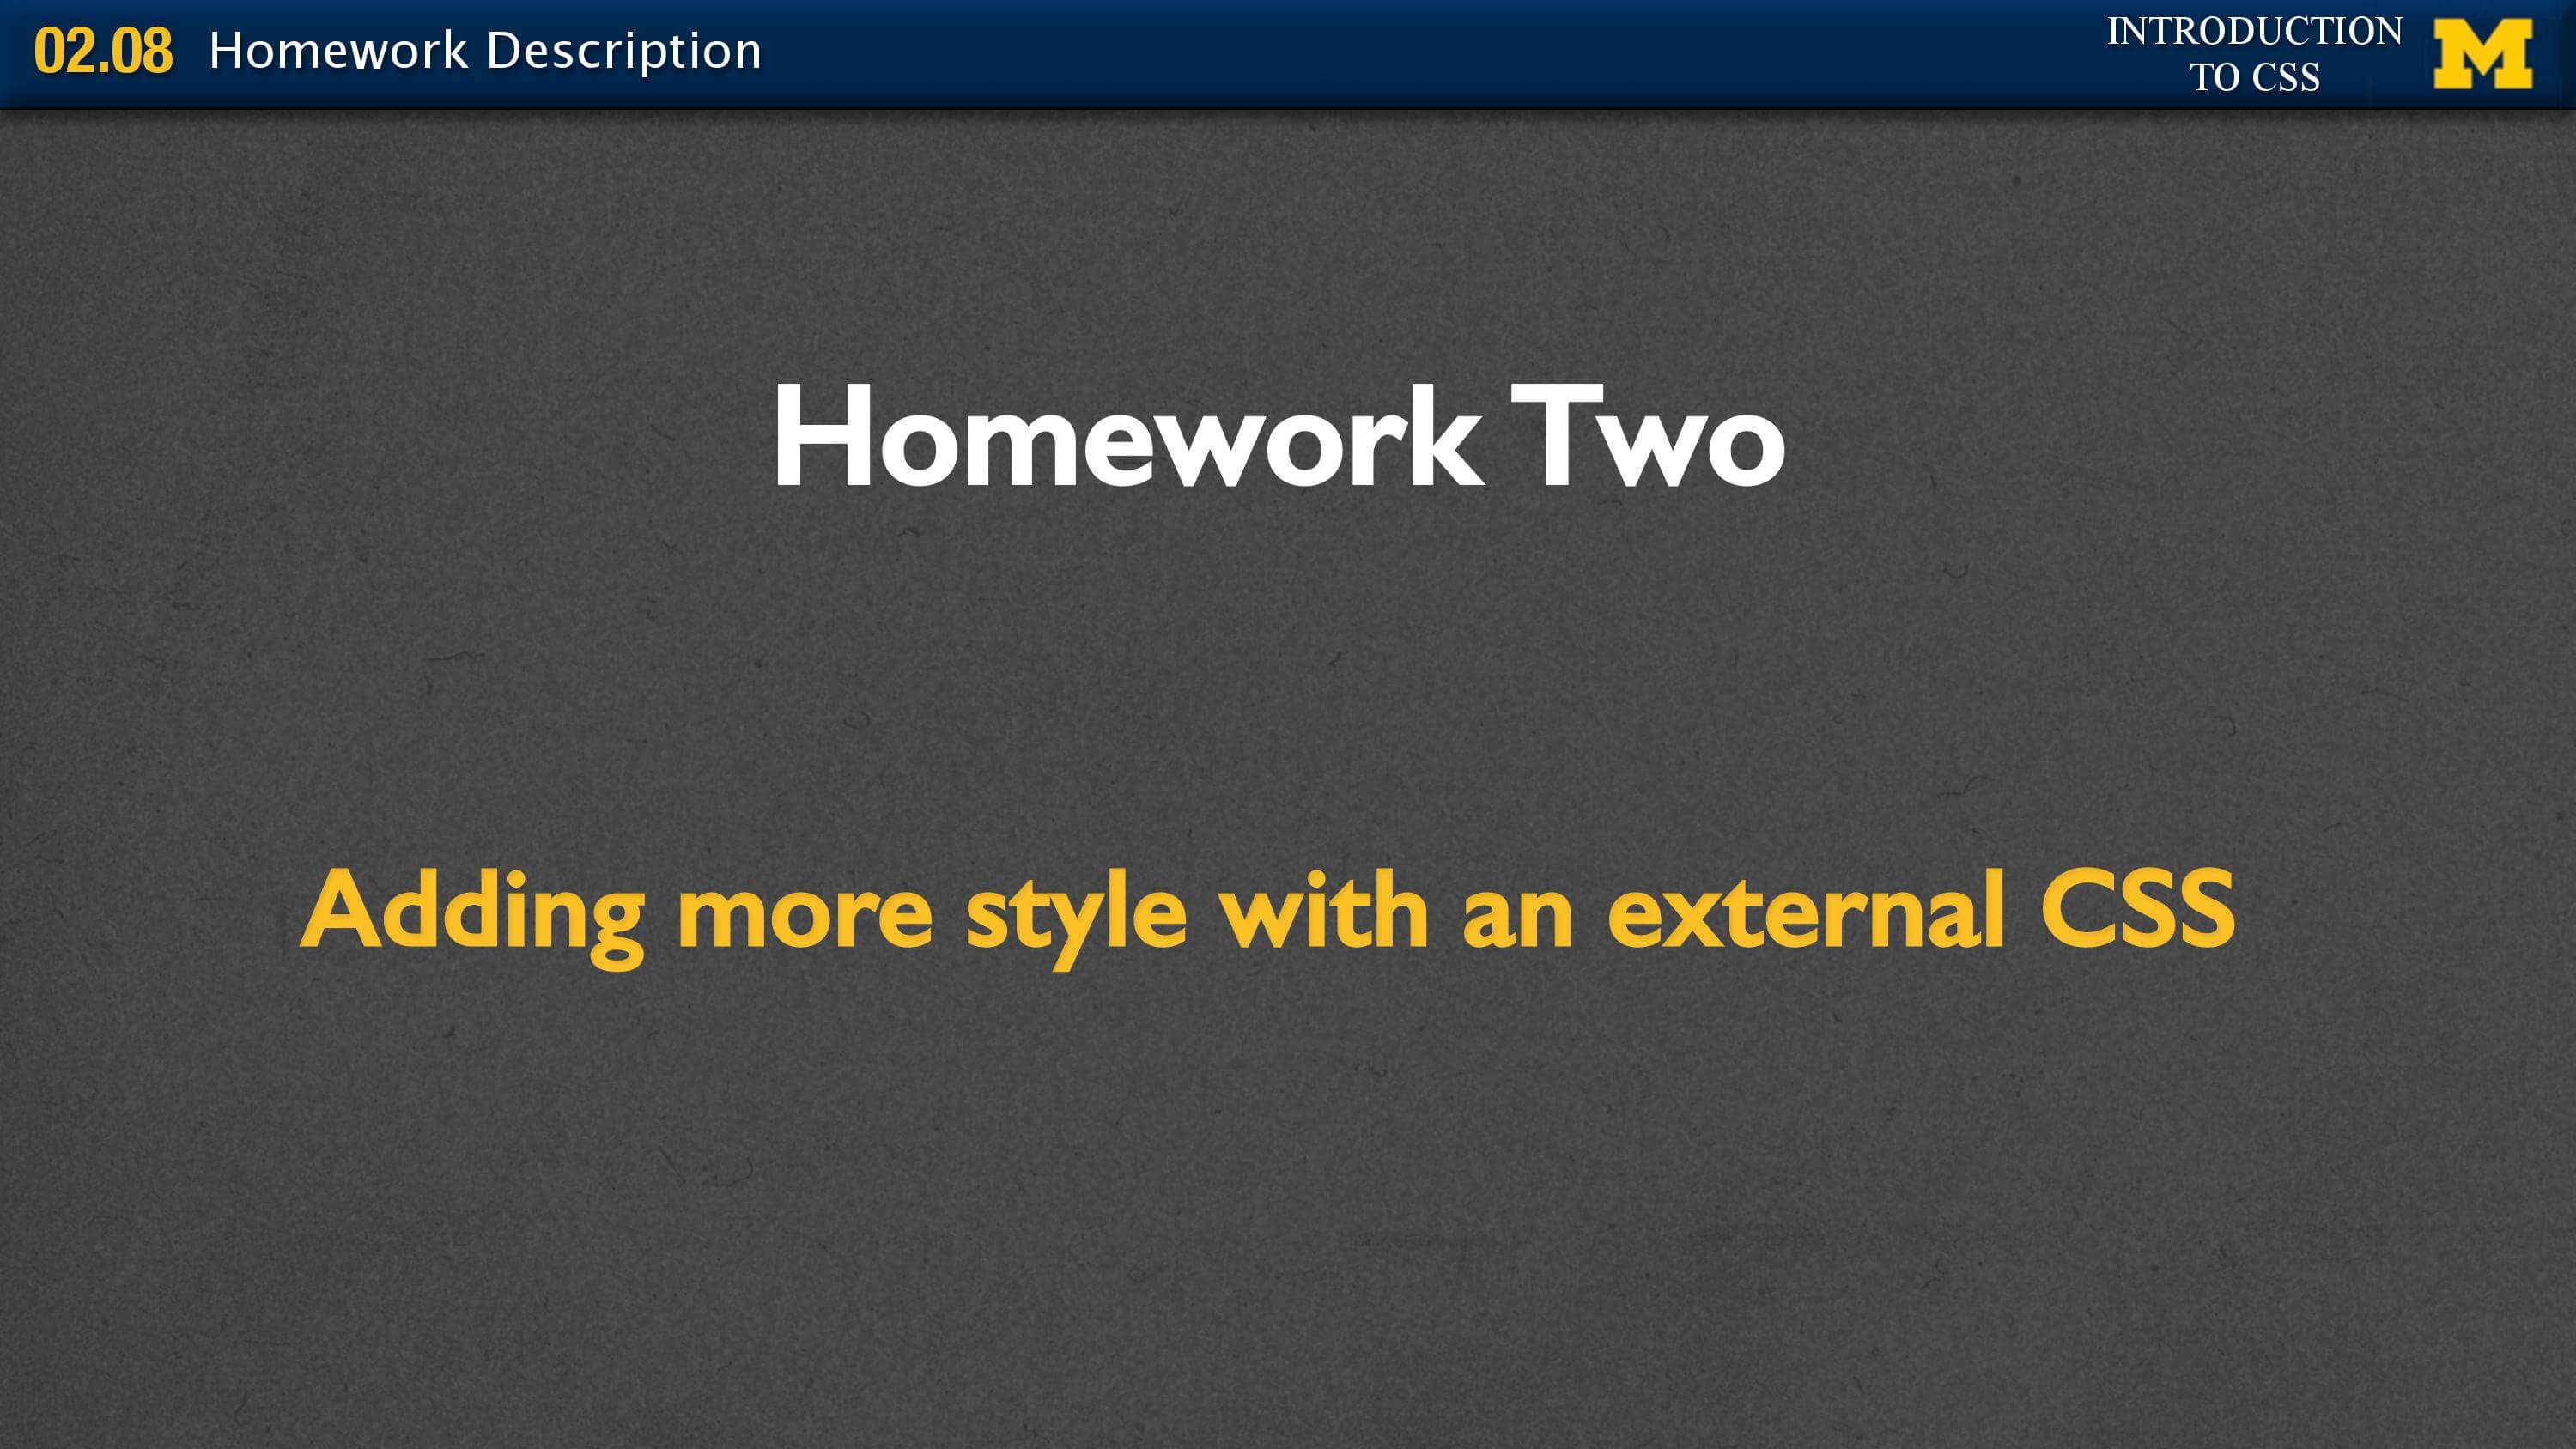 02.08 Homework Description
INTRODUCTION
TO CSS
M
Homework Two
Adding more style with an external CSS